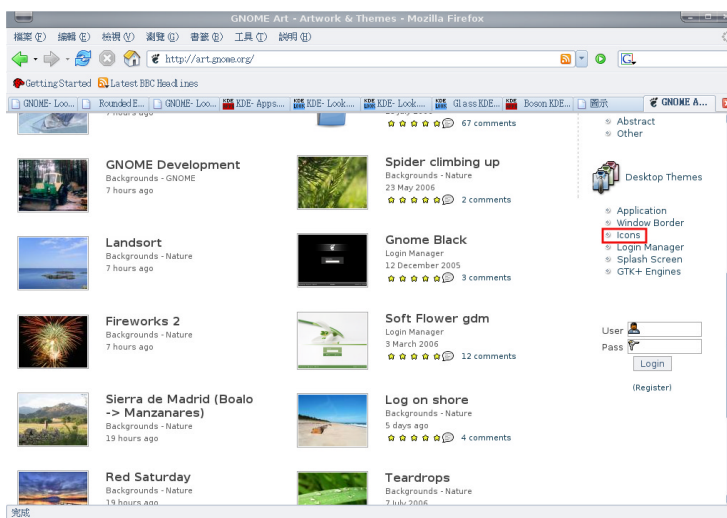 GNOME Art - Artwork & Themes - Mozilla Firefox
檔案(F) 編輯(E) 檢視(V) 瀏覽(G) 書籤(B) 工具(T) 說明(H)
http://art.gnome.org/
Getting Started Latest BBC Headlines
GNOME-Loo... Rounded E... GNOME-Loo... KDE-Apps.... KDE-Look.... KDE-Look.... Glass KDE... Boson KDE... 圖示 GNOME A...
7 hours ago
67 comments
GNOME Development
Backgrounds - GNOME
7 hours ago
Landsort
Backgrounds - Nature
7 hours ago
Fireworks 2
Backgrounds - Nature
7 hours ago
Sierra de Madrid (Boalo
-> Manzanares)
Backgrounds - Nature
19 hours ago
Red Saturday
Backgrounds - Nature
19 hours ago
Spider climbing up
Backgrounds - Nature
23 May 2006
2 comments
Gnome Black
Login Manager
12 December 2005
3 comments
Soft Flower gdm
Login Manager
3 March 2006
12 comments
Log on shore
Backgrounds - Nature
5 days ago
4 comments
Teardrops
Backgrounds - Nature
7 July 2006
Abstract
Other
Desktop Themes
Application
Window Border
Icons
Login Manager
Splash Screen
GTK+ Engines
User
Pass
Login
(Register)
完成